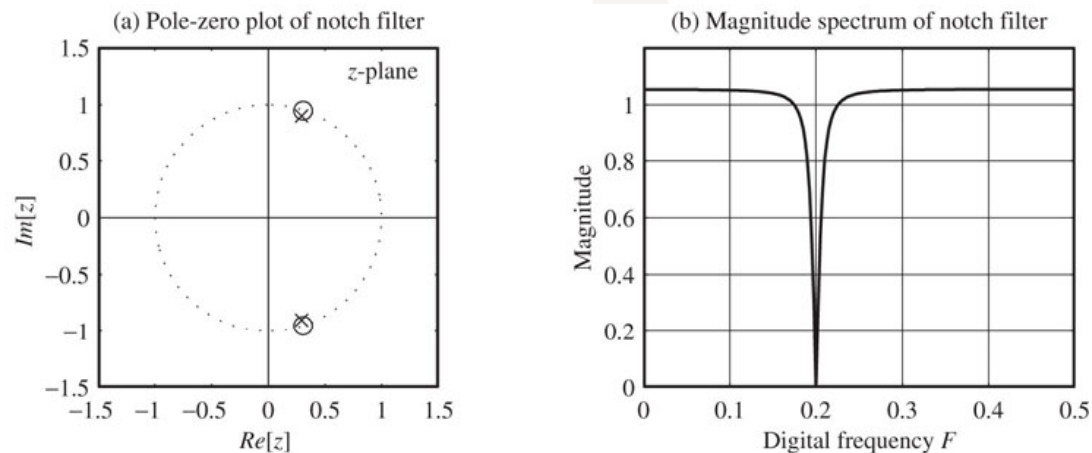 (a) Pole-zero plot of notch filter
1.5
1
0.5
0
−0.5
−1
−1.5
Im[z]
z-plane
−1.5 −1 −0.5 0 0.5 1 1.5
Re[z]
(b) Magnitude spectrum of notch filter
1
0.8
0.6
0.4
0.2
0
Magnitude
0 0.1 0.2 0.3 0.4 0.5
Digital frequency F